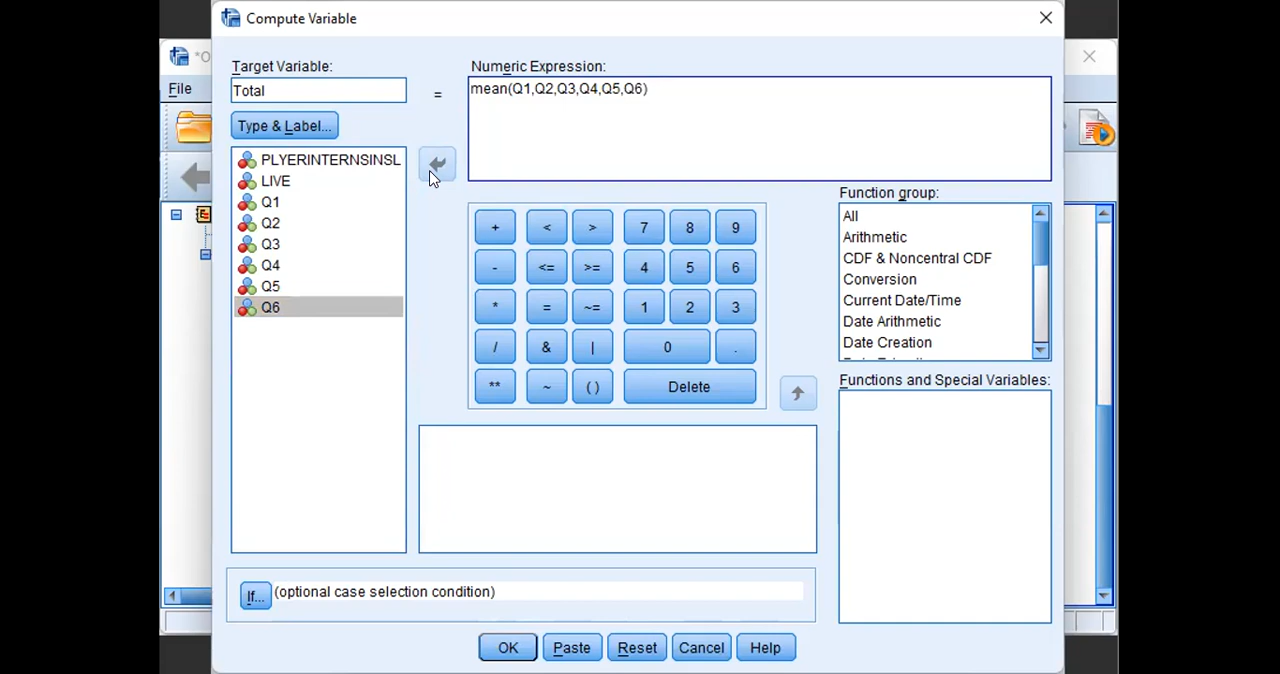 Compute Variable
*O
File
Target Variable:
Total
Type & Label...
=
Numeric Expression:
mean(Q1,Q2,Q3,Q4,Q5,Q6)
PLYERINTERNSINSL
LIVE
Q1
Q2
Q3
Q4
Q5
Q6
+ < > 7 8 9
- <= >= 4 5 6
* = ~= 1 2 3
/ & | 0 .
** ~ ( ) Delete
Function group:
All
Arithmetic
CDF & Noncentral CDF
Conversion
Current Date/Time
Date Arithmetic
Date Creation
Functions and Special Variables:
If... (optional case selection condition)
OK Paste Reset Cancel Help